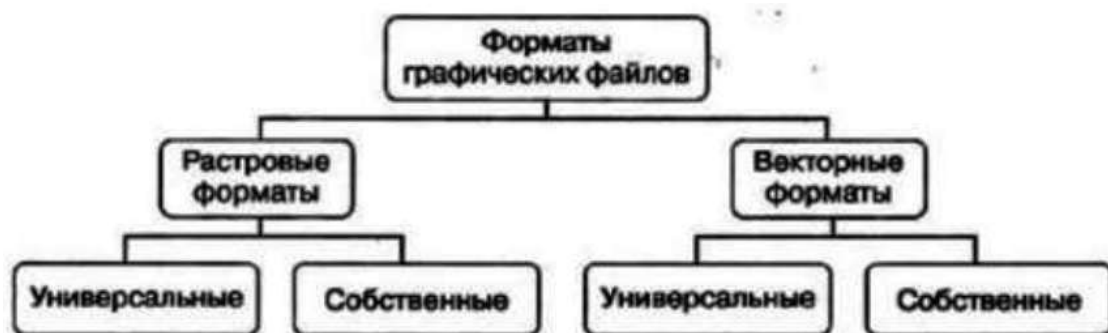 Форматы
графических файлов
Растровые
форматы
Векторные
форматы
Универсальные
Собственные
Универсальные
Собственные